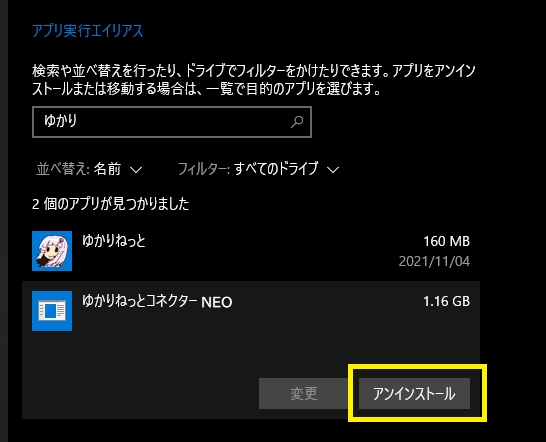 アプリ実行エイリアス
検索や並べ替えを行ったり、ドライブでフィルターをかけたりできます。アプリをアンイン
ストールまたは移動する場合は、一覧で目的のアプリを選びます。
ゆかり
並べ替え: 名前 フィルター: すべてのドライブ
2 個のアプリが見つかりました
ゆかりねっと 160 MB
2021/11/04
ゆかりねっとコネクター NEO 1.16 GB
変更 アンインストール